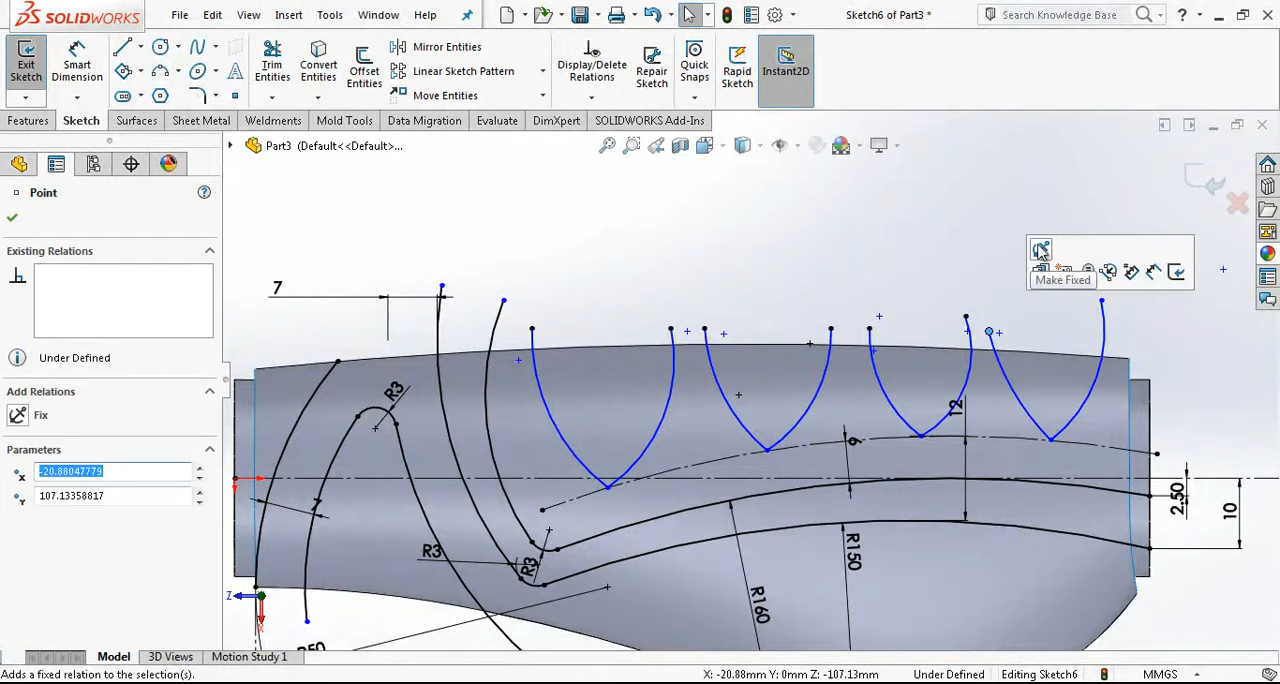 3S SOLIDWORKS File Edit View Insert Tools Window Help Sketch6 of Part3 * Search Knowledge Base ?
Exit Sketch
Smart Dimension
Trim Entities
Convert Entities
Offset Entities
Mirror Entities
Linear Sketch Pattern
Move Entities
Display/Delete Relations
Repair Sketch
Quick Snaps
Rapid Sketch
Instant2D
Features Sketch Surfaces Sheet Metal Weldments Mold Tools Data Migration Evaluate DimXpert SOLIDWORKS Add-Ins
Part3 (Default<<Default>...
Point ?
Existing Relations
Under Defined
Add Relations
Fix
Parameters
-20.88047779
107.13358817
Make Fixed
7
R3
12
9
7
2.50
10
R3
R3
R150
R160
R50
Z
X
Model 3D Views Motion Study 1
Adds a fixed relation to the selection(s). X: -20.88mm Y: 0mm Z: -107.13mm Under Defined Editing Sketch6 MMGS